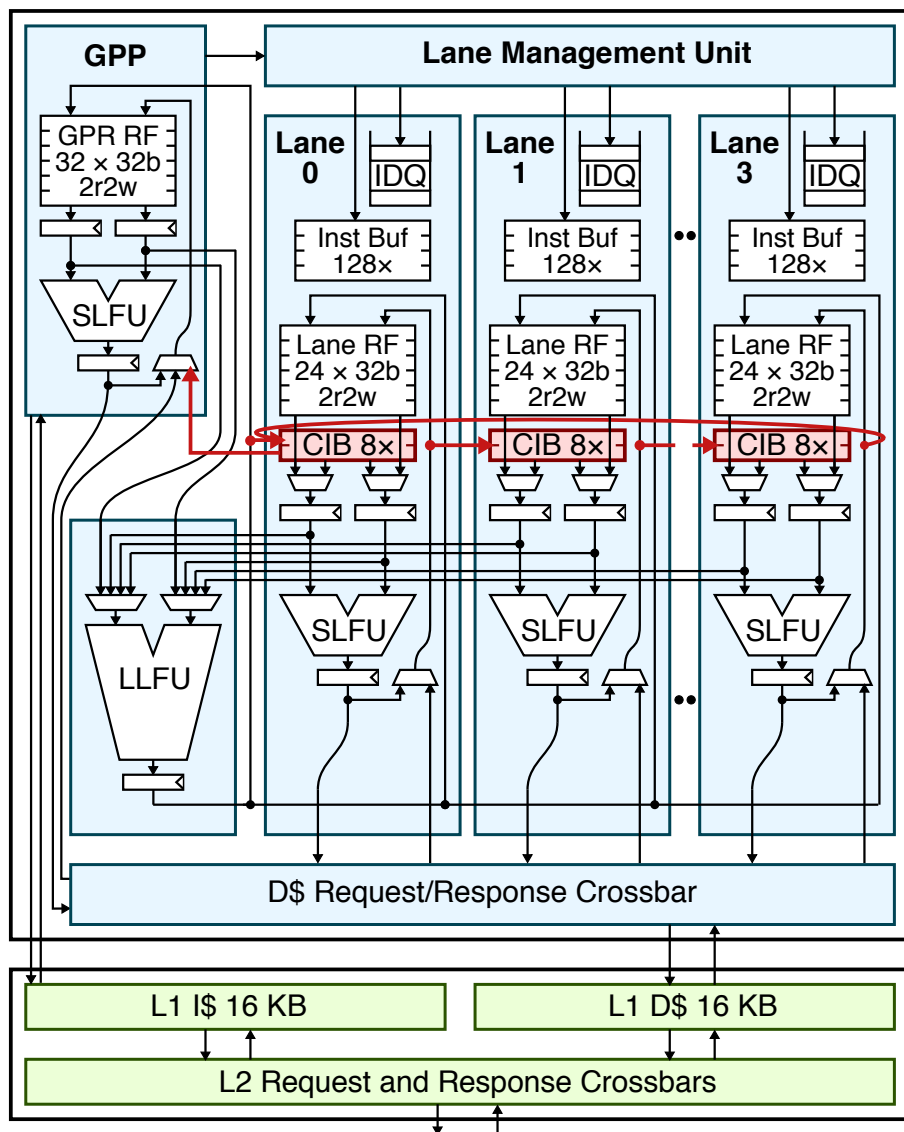 GPP
Lane Management Unit
GPR RF
32 × 32b
2r2w
SLFU
Lane
0
IDQ
Inst Buf
128×
Lane RF
24 × 32b
2r2w
CIB 8×
SLFU
Lane
1
IDQ
Inst Buf
128×
Lane RF
24 × 32b
2r2w
CIB 8×
SLFU
Lane
3
IDQ
Inst Buf
128×
Lane RF
24 × 32b
2r2w
CIB 8×
SLFU
LLFU
D$ Request/Response Crossbar
L1 I$ 16 KB
L1 D$ 16 KB
L2 Request and Response Crossbars